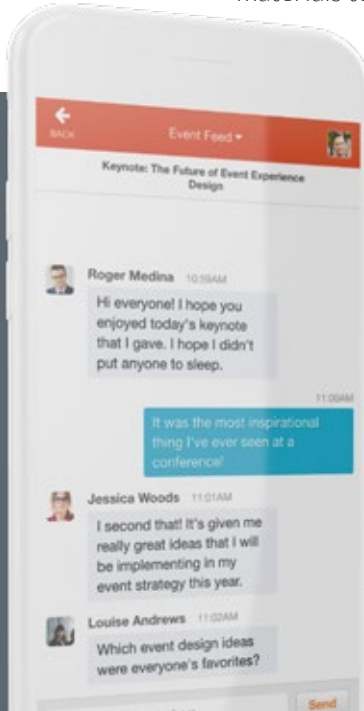 BACK
Event Feed
Keynote: The Future of Event Experience
Design
Roger Medina 10:59AM
Hi everyone! I hope you
enjoyed today's keynote
that I gave. I hope I didn't
put anyone to sleep.
11:00AM
It was the most inspirational
thing I've ever seen at a
conference!
Jessica Woods 11:01AM
I second that! It's given me
really great ideas that I will
be implementing in my
event strategy this year.
Louise Andrews 11:02AM
Which event design ideas
were everyone's favorites?
Send